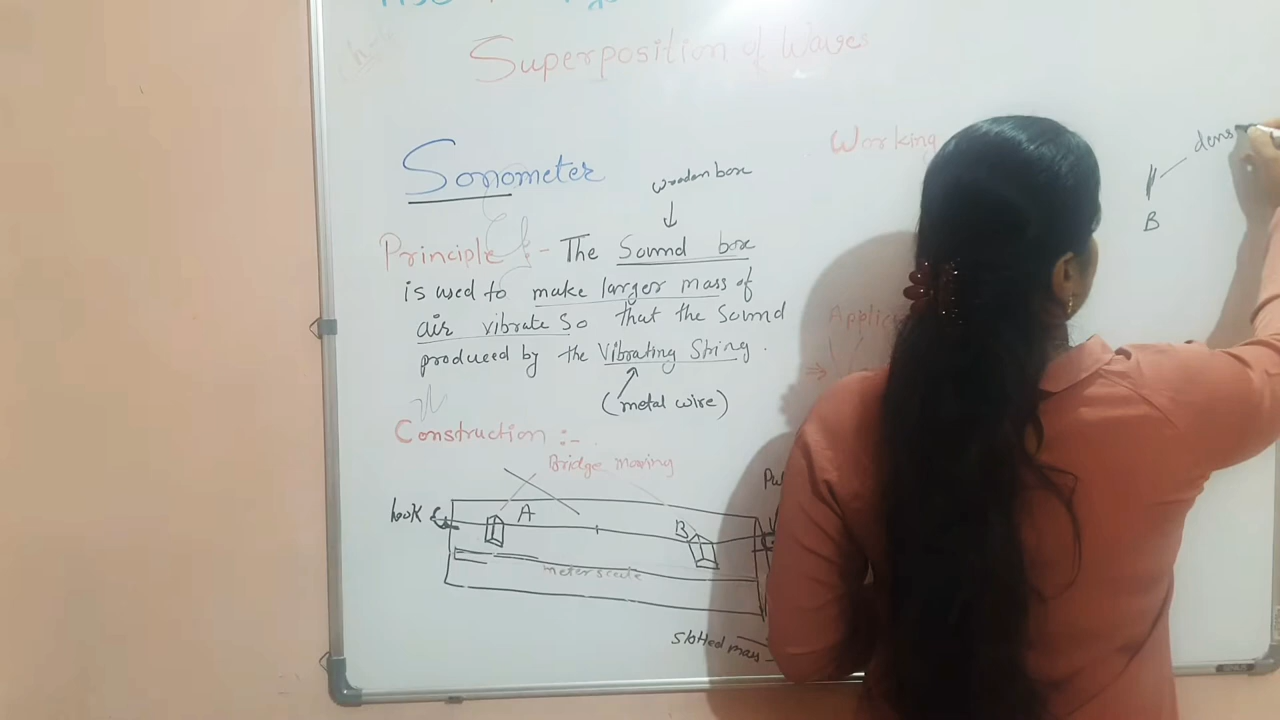 Superposition of Waves
Sonometer
wooden box
Principle :- The Sound box
is used to make larger mass of
air vibrate so that the sound
produced by the Vibrating String.
(metal wire)
Construction :-
Bridge moving
hook
A
B
meter scale
Slotted mass
Working
Applic
dens
B